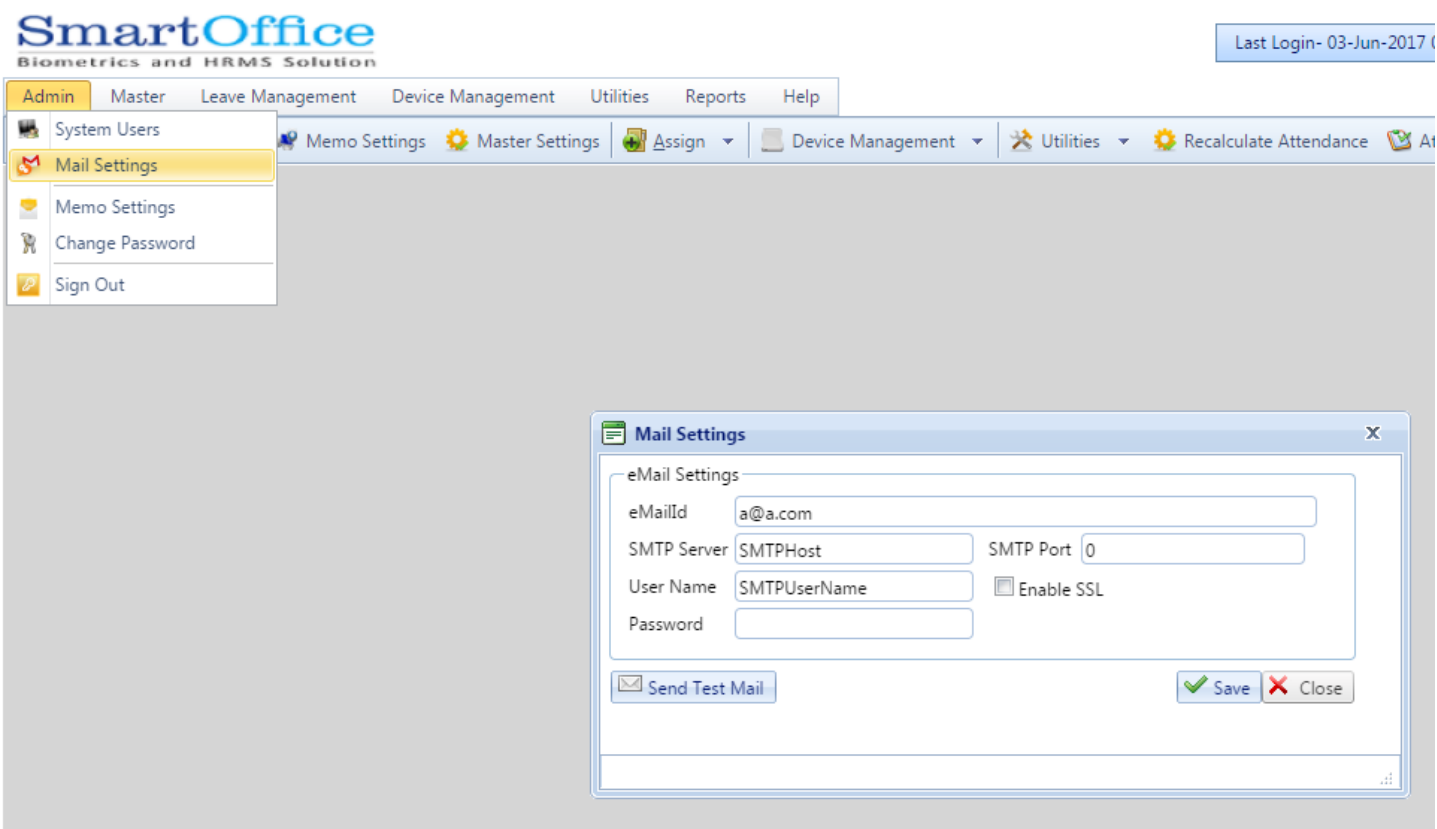 SmartOffice
Biometrics and HRMS Solution
Last Login- 03-Jun-2017
Admin Master Leave Management Device Management Utilities Reports Help
System Users
Memo Settings Master Settings Assign Device Management Utilities Recalculate Attendance
Mail Settings
Memo Settings
Change Password
Sign Out
Mail Settings
eMail Settings
eMailId a@a.com
SMTP Server SMTPHost SMTP Port 0
User Name SMTPUserName Enable SSL
Password
Send Test Mail Save Close